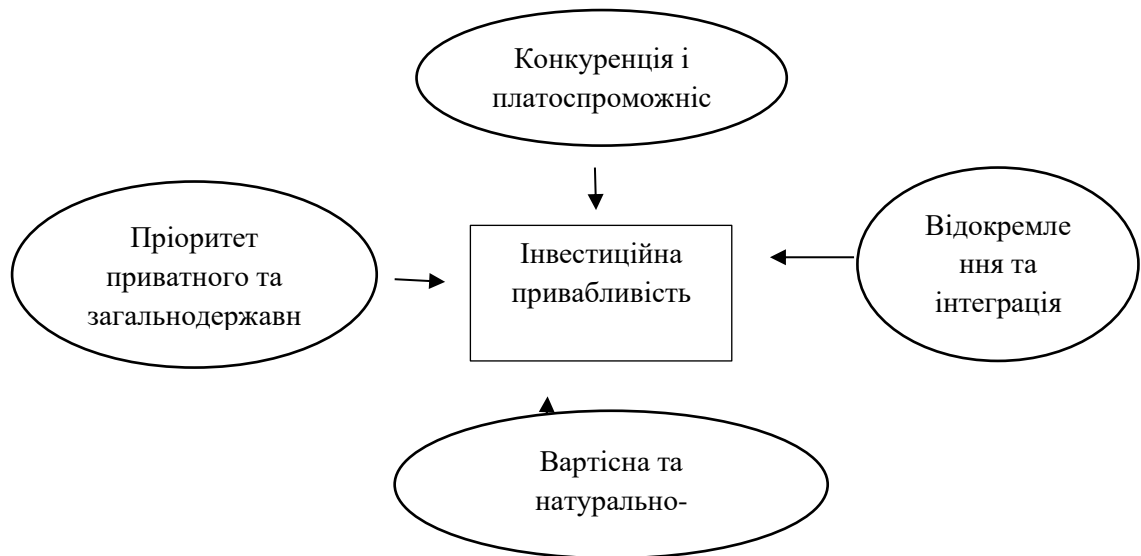 Конкуренція і
платоспроможніс
Пріоритет
приватного та
загальнодержавн
Інвестиційна
привабливість
Відокремле
ння та
інтеграція
Вартісна та
натурально-